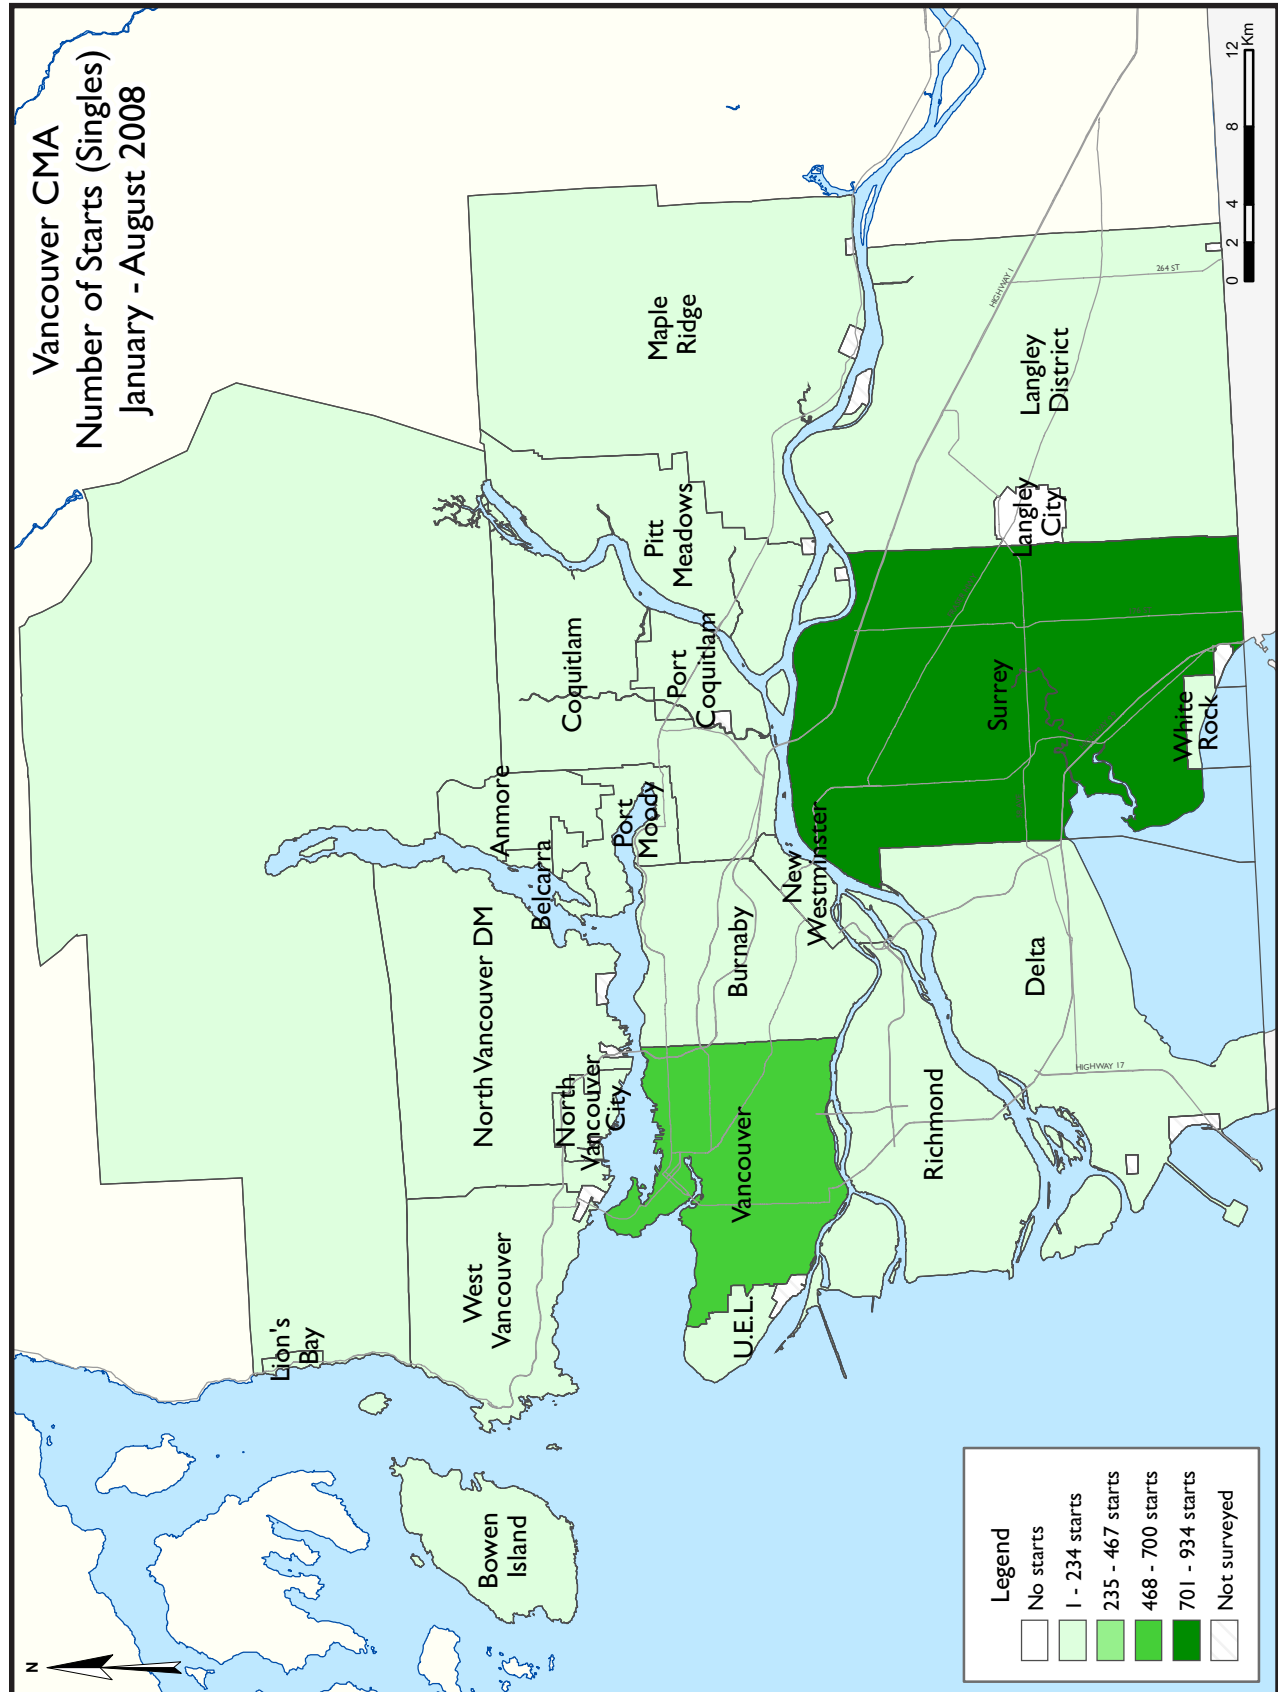 Vancouver CMA
Number of Starts (Singles)
January - August 2008
N
Lion's
Bay
Bowen
Island
West
Vancouver
North Vancouver DM
North
Vancouver
City
Belcarra
Anmore
Port
Moody
Coquitlam
Port
Coquitlam
Pitt
Meadows
Maple
Ridge
U.E.L.
Vancouver
Burnaby
New
Westminster
Richmond
Delta
Surrey
White
Rock
Langley
City
Langley
District
HIGHWAY 1
264 ST
HIGHWAY 17
Legend
No starts
1 - 234 starts
235 - 467 starts
468 - 700 starts
701 - 934 starts
Not surveyed
0 2 4 8 12
Km